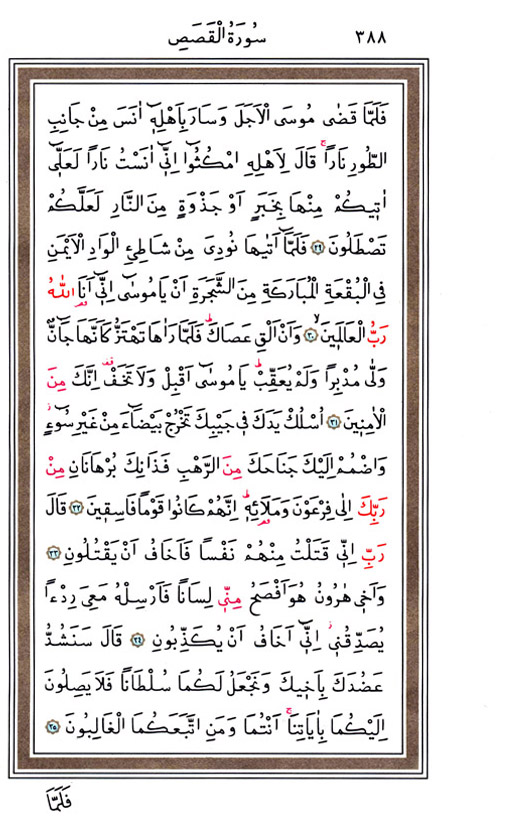 ٣٨٨
سُورَةُ الْقَصَصِ
فَلَمَّا قَضٰى مُوسَى الْاَجَلَ وَسَارَ بِاَهْلِه۪ٓ اٰنَسَ مِنْ جَانِبِ
الطُّورِ نَارًاۚ قَالَ لِاَهْلِهِ امْكُثُٓوا اِنّ۪ٓي اٰنَسْتُ نَارًا لَعَلّ۪ٓي
اٰت۪يكُمْ مِنْهَا بِخَبَرٍ اَوْ جَذْوَةٍ مِنَ النَّارِ لَعَلَّكُمْ
تَصْطَلُونَ ﴿٢٩﴾ فَلَمَّٓا اَتٰيهَا نُودِيَ مِنْ شَاطِئِ الْوَادِ الْاَيْمَنِ
فِي الْبُقْعَةِ الْمُبَارَكَةِ مِنَ الشَّجَرَةِ اَنْ يَامُوسٰٓى اِنّ۪ٓي اَنَا اللّٰهُ
رَبُّ الْعَالَم۪ينَۙ ﴿٣٠﴾ وَاَنْ اَلْقِ عَصَاكَۜ فَلَمَّا رَاٰهَا تَهْتَزُّ كَاَنَّهَا جَٓانٌّ
وَلّٰى مُدْبِرًا وَلَمْ يُعَقِّبْۜ يَامُوسٰٓى اَقْبِلْ وَلَا تَخَفْ۠ اِنَّكَ مِنَ
الْاٰمِن۪ينَ ﴿٣١﴾ اُسْلُكْ يَدَكَ ف۪ي جَيْبِكَ تَخْرُجْ بَيْضَٓاءَ مِنْ غَيْرِ سُٓوءٍۘ
وَاضْمُمْ اِلَيْكَ جَنَاحَكَ مِنَ الرَّهْبِ فَذَانِكَ بُرْهَانَانِ مِنْ
رَبِّكَ اِلٰى فِرْعَوْنَ وَمَلَا۬ئِه۪ۜ اِنَّهُمْ كَانُوا قَوْمًا فَاسِق۪ينَ ﴿٣٢﴾ قَالَ
رَبِّ اِنّ۪ي قَتَلْتُ مِنْهُمْ نَفْسًا فَاَخَافُ اَنْ يَقْتُلُونِ ﴿٣٣﴾
وَاَخ۪ي هٰرُونُ هُوَ اَفْصَحُ مِنّ۪ي لِسَانًا فَاَرْسِلْهُ مَعِيَ رِدْءًا
يُصَدِّقُن۪يۘ اِنّ۪ٓي اَخَافُ اَنْ يُكَذِّبُونِ ﴿٣٤﴾ قَالَ سَنَشُدُّ
عَضُدَكَ بِاَخ۪يكَ وَنَجْعَلُ لَكُمَا سُلْطَانًا فَلَا يَصِلُونَ
اِلَيْكُمَا بِاٰيَاتِنَاۚ اَنْتُمَا وَمَنِ اتَّبَعَكُمَا الْغَالِبُونَ ﴿٣٥﴾
فَلَمَّا